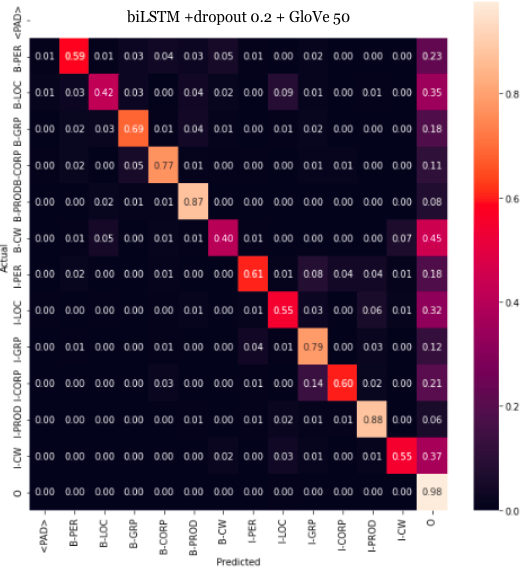 biLSTM +dropout 0.2 + GloVe 50
<PAD>
B-PER 0.01 0.59 0.01 0.03 0.04 0.03 0.05 0.01 0.00 0.00 0.00 0.00 0.00 0.23
B-LOC 0.01 0.03 0.42 0.03 0.00 0.04 0.02 0.00 0.09 0.00 0.00 0.01 0.00 0.35
B-GRP 0.00 0.02 0.03 0.69 0.01 0.04 0.00 0.01 0.01 0.02 0.00 0.00 0.00 0.18
B-CORP 0.00 0.02 0.00 0.05 0.77 0.01 0.00 0.00 0.00 0.01 0.01 0.00 0.00 0.11
B-PROD 0.00 0.00 0.02 0.01 0.01 0.87 0.00 0.00 0.00 0.00 0.00 0.00 0.00 0.08
B-CW 0.00 0.01 0.05 0.00 0.01 0.01 0.40 0.01 0.00 0.00 0.00 0.00 0.07 0.45
I-PER 0.00 0.02 0.00 0.00 0.01 0.00 0.00 0.61 0.01 0.08 0.04 0.04 0.01 0.18
I-LOC 0.00 0.00 0.01 0.00 0.00 0.01 0.00 0.01 0.55 0.03 0.00 0.06 0.01 0.32
I-GRP 0.00 0.01 0.00 0.01 0.00 0.00 0.00 0.04 0.01 0.79 0.00 0.03 0.00 0.12
I-CORP 0.00 0.00 0.00 0.00 0.03 0.00 0.00 0.01 0.00 0.14 0.60 0.02 0.00 0.21
I-PROD 0.00 0.00 0.00 0.00 0.00 0.01 0.00 0.01 0.02 0.01 0.01 0.88 0.00 0.06
I-CW 0.00 0.00 0.00 0.00 0.00 0.00 0.02 0.00 0.03 0.01 0.00 0.01 0.55 0.37
O 0.00 0.00 0.00 0.00 0.00 0.00 0.00 0.00 0.00 0.00 0.00 0.00 0.00 0.98
<PAD> B-PER B-LOC B-GRP B-CORP B-PROD B-CW I-PER I-LOC I-GRP I-CORP I-PROD I-CW O
Predicted
Actual
0.8
0.6
0.4
0.2
0.0